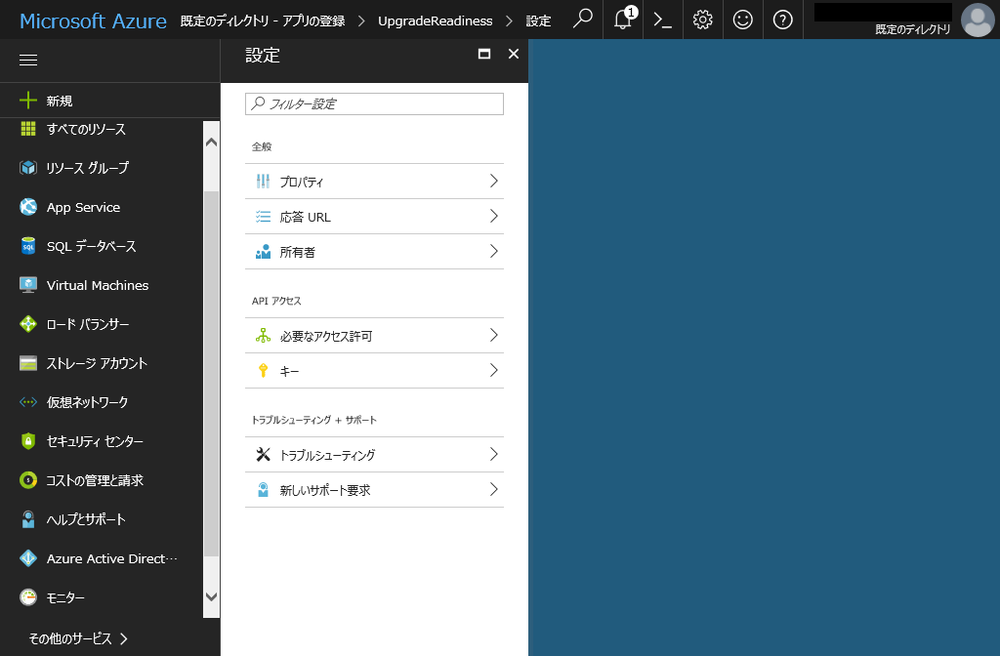 Microsoft Azure 既定のディレクトリ - アプリの登録 > UpgradeReadiness > 設定 1
既定のディレクトリ
新規
すべてのリソース
リソース グループ
App Service
SQL データベース
Virtual Machines
ロード バランサー
ストレージ アカウント
仮想ネットワーク
セキュリティ センター
コストの管理と請求
ヘルプとサポート
Azure Active Direct···
モニター
その他のサービス >
設定
フィルター設定
全般
プロパティ
応答 URL
所有者
API アクセス
必要なアクセス許可
キー
トラブルシューティング + サポート
トラブルシューティング
新しいサポート要求